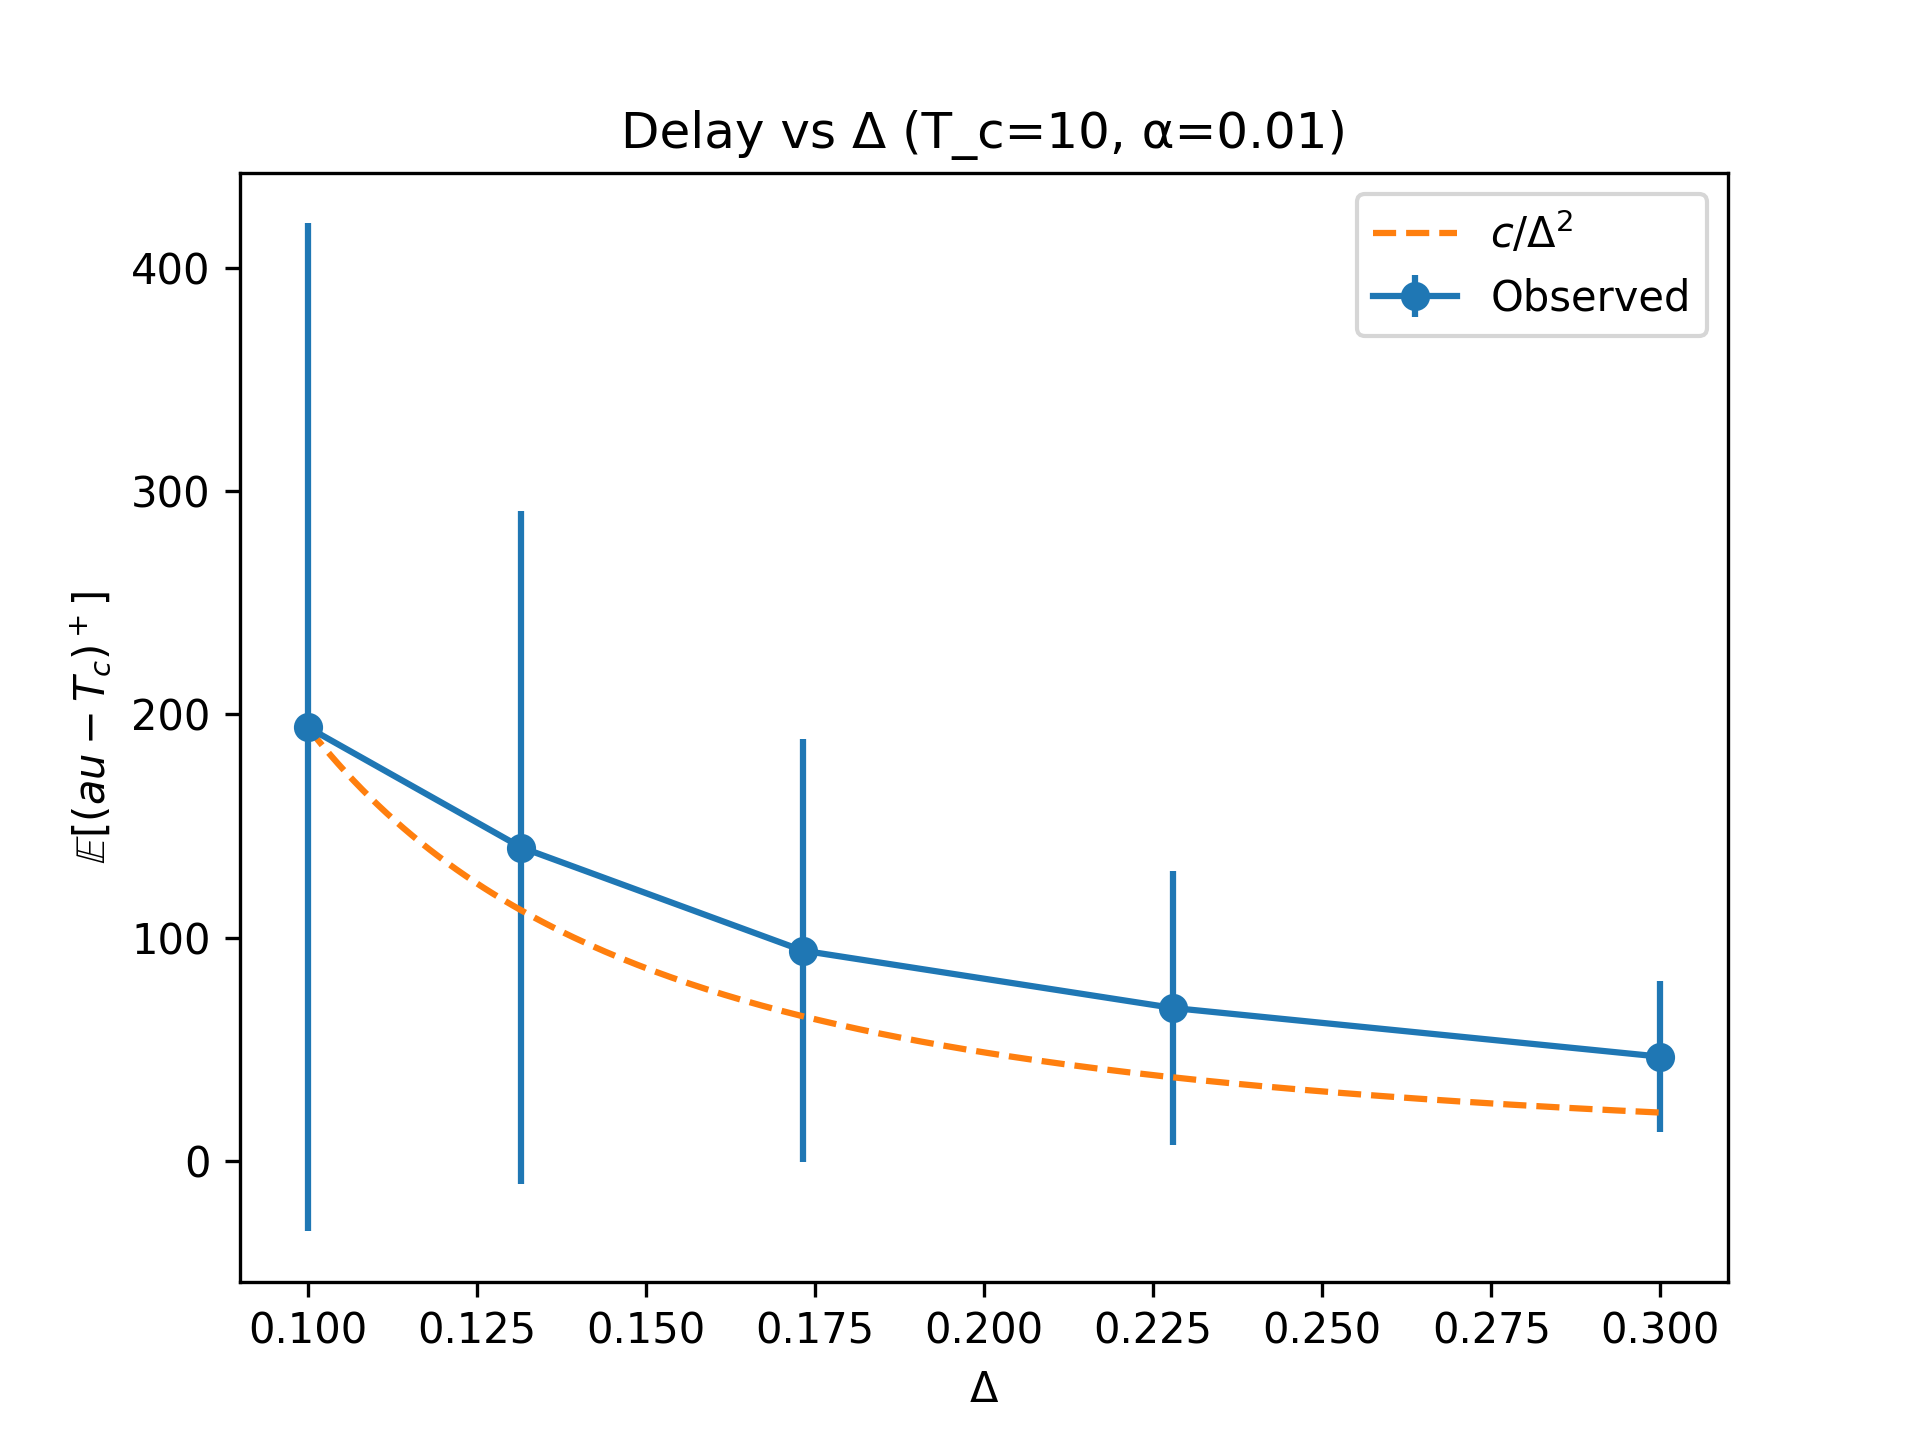 Delay vs Δ (T_c=10, α=0.01)
c/Δ²
Observed
𝔼[(au − T_c)⁺]
400
300
200
100
0
0.100 0.125 0.150 0.175 0.200 0.225 0.250 0.275 0.300
Δ